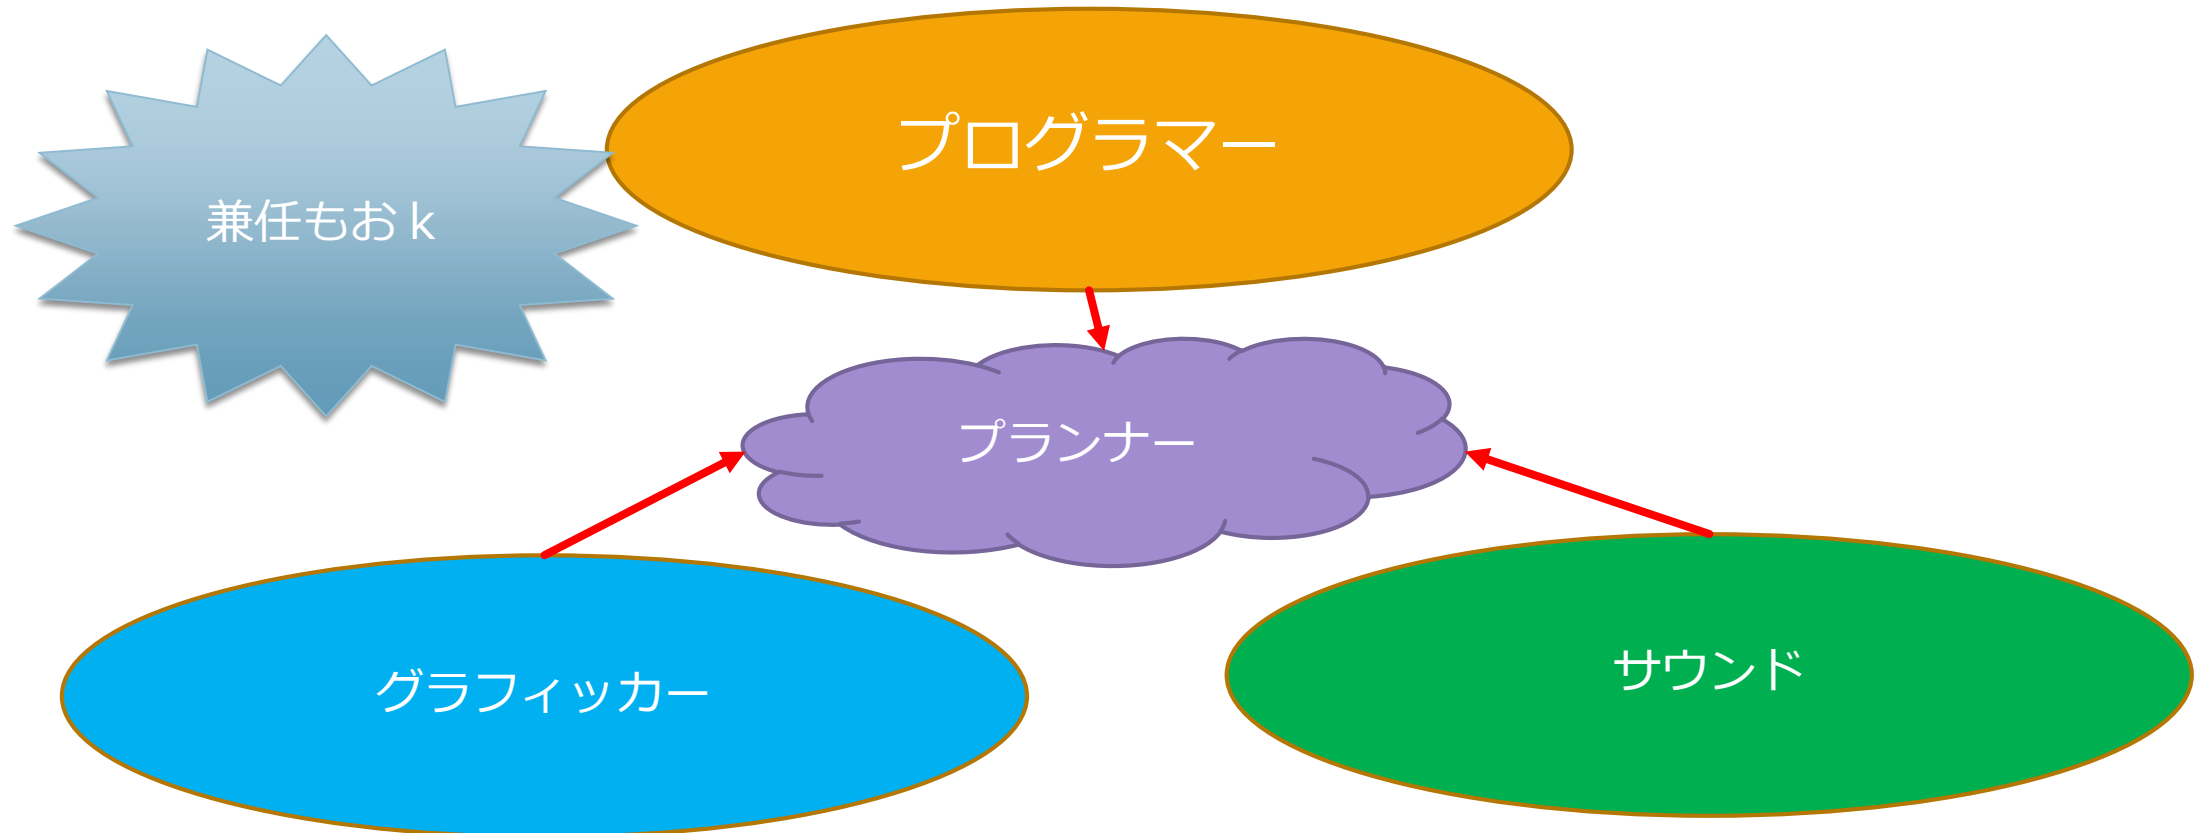 プログラマー
兼任もおｋ
プランナー
グラフィッカー
サウンド